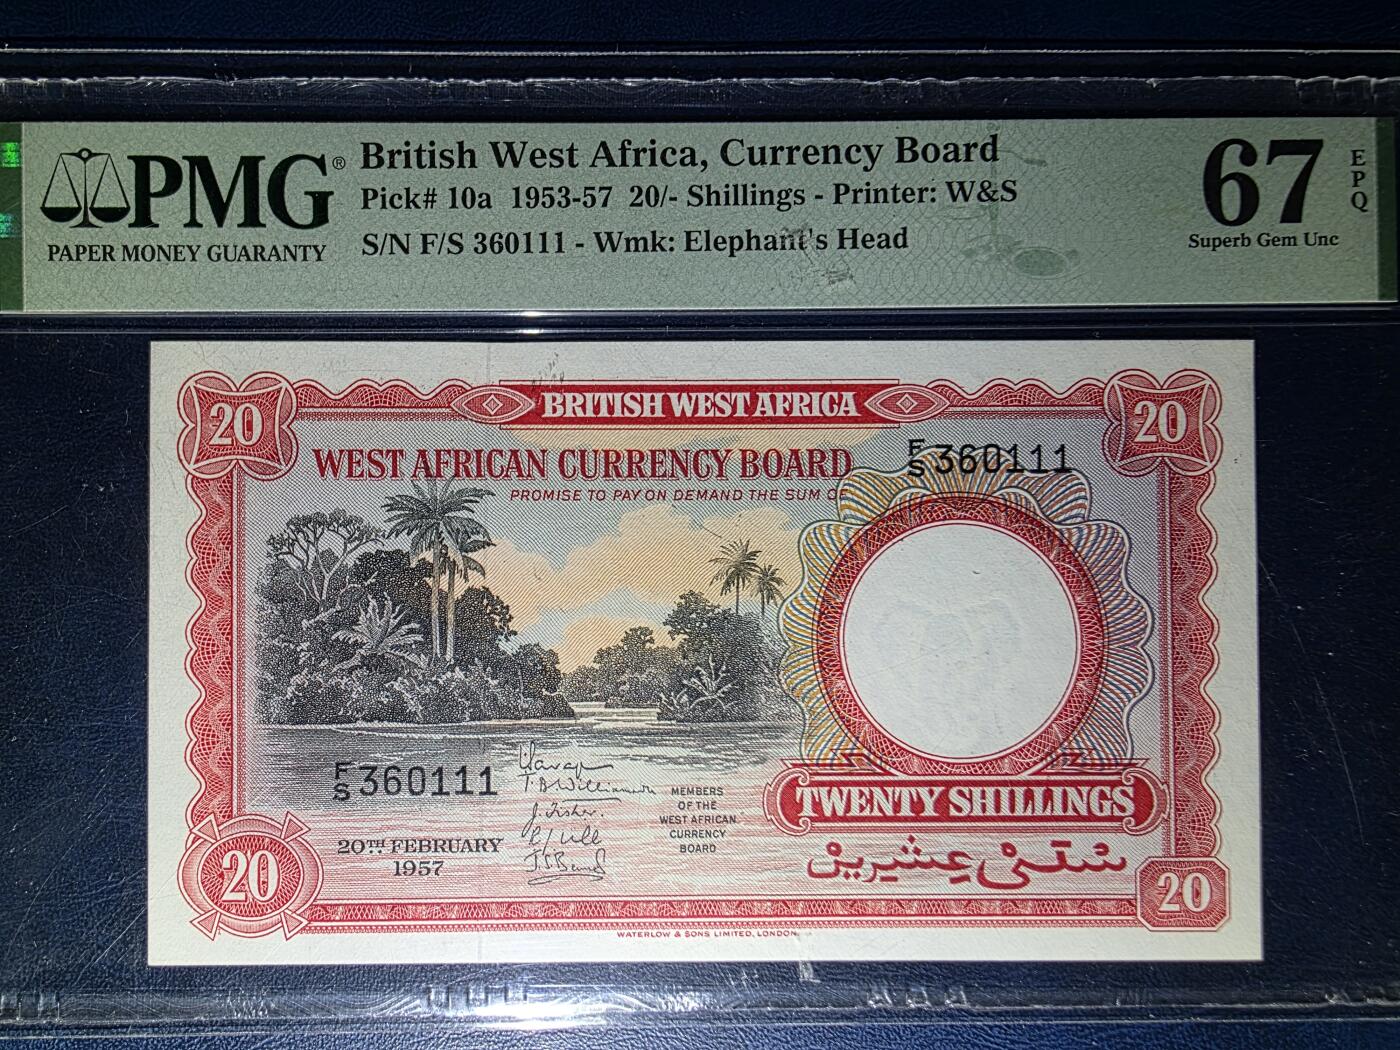 PMG®
PAPER MONEY GUARANTY
British West Africa, Currency Board
Pick# 10a 1953-57 20/- Shillings - Printer: W&S
S/N F/S 360111 - Wmk: Elephant's Head
67
EPQ
Superb Gem Unc
BRITISH WEST AFRICA
20
20
WEST AFRICAN CURRENCY BOARD
F/S 360111
PROMISE TO PAY ON DEMAND THE SUM OF
F/S 360111
20TH FEBRUARY
1957
MEMBERS
OF THE
WEST AFRICAN
CURRENCY
BOARD
TWENTY SHILLINGS
شلنى عشيرين
20
20
WATERLOW & SONS LIMITED, LONDON.